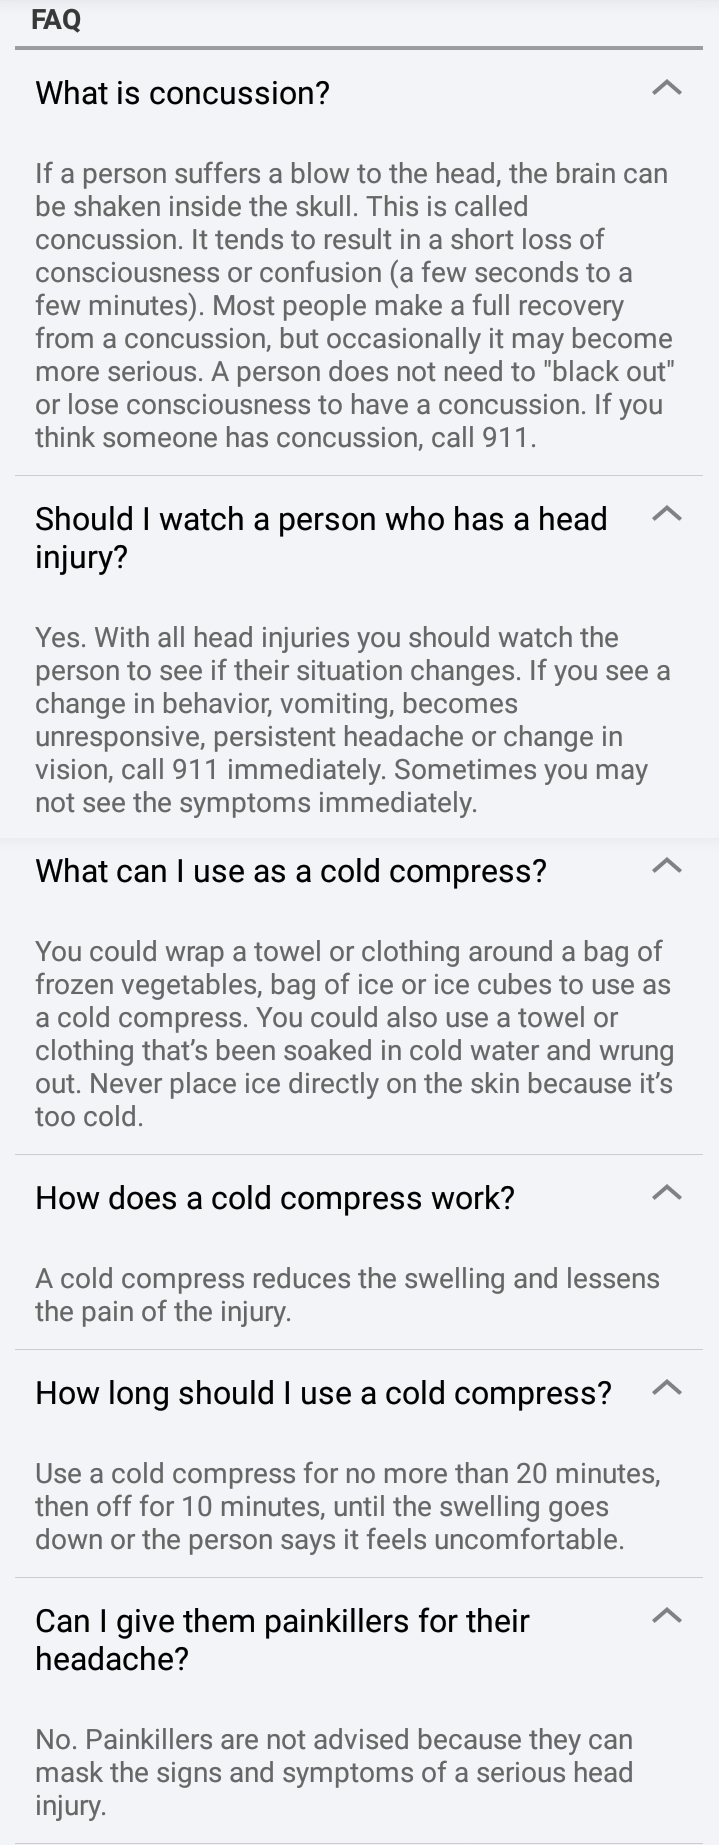 FAQ
What is concussion?
If a person suffers a blow to the head, the brain can
be shaken inside the skull. This is called
concussion. It tends to result in a short loss of
consciousness or confusion (a few seconds to a
few minutes). Most people make a full recovery
from a concussion, but occasionally it may become
more serious. A person does not need to "black out"
or lose consciousness to have a concussion. If you
think someone has concussion, call 911.
Should I watch a person who has a head
injury?
Yes. With all head injuries you should watch the
person to see if their situation changes. If you see a
change in behavior, vomiting, becomes
unresponsive, persistent headache or change in
vision, call 911 immediately. Sometimes you may
not see the symptoms immediately.
What can I use as a cold compress?
You could wrap a towel or clothing around a bag of
frozen vegetables, bag of ice or ice cubes to use as
a cold compress. You could also use a towel or
clothing that’s been soaked in cold water and wrung
out. Never place ice directly on the skin because it’s
too cold.
How does a cold compress work?
A cold compress reduces the swelling and lessens
the pain of the injury.
How long should I use a cold compress?
Use a cold compress for no more than 20 minutes,
then off for 10 minutes, until the swelling goes
down or the person says it feels uncomfortable.
Can I give them painkillers for their
headache?
No. Painkillers are not advised because they can
mask the signs and symptoms of a serious head
injury.